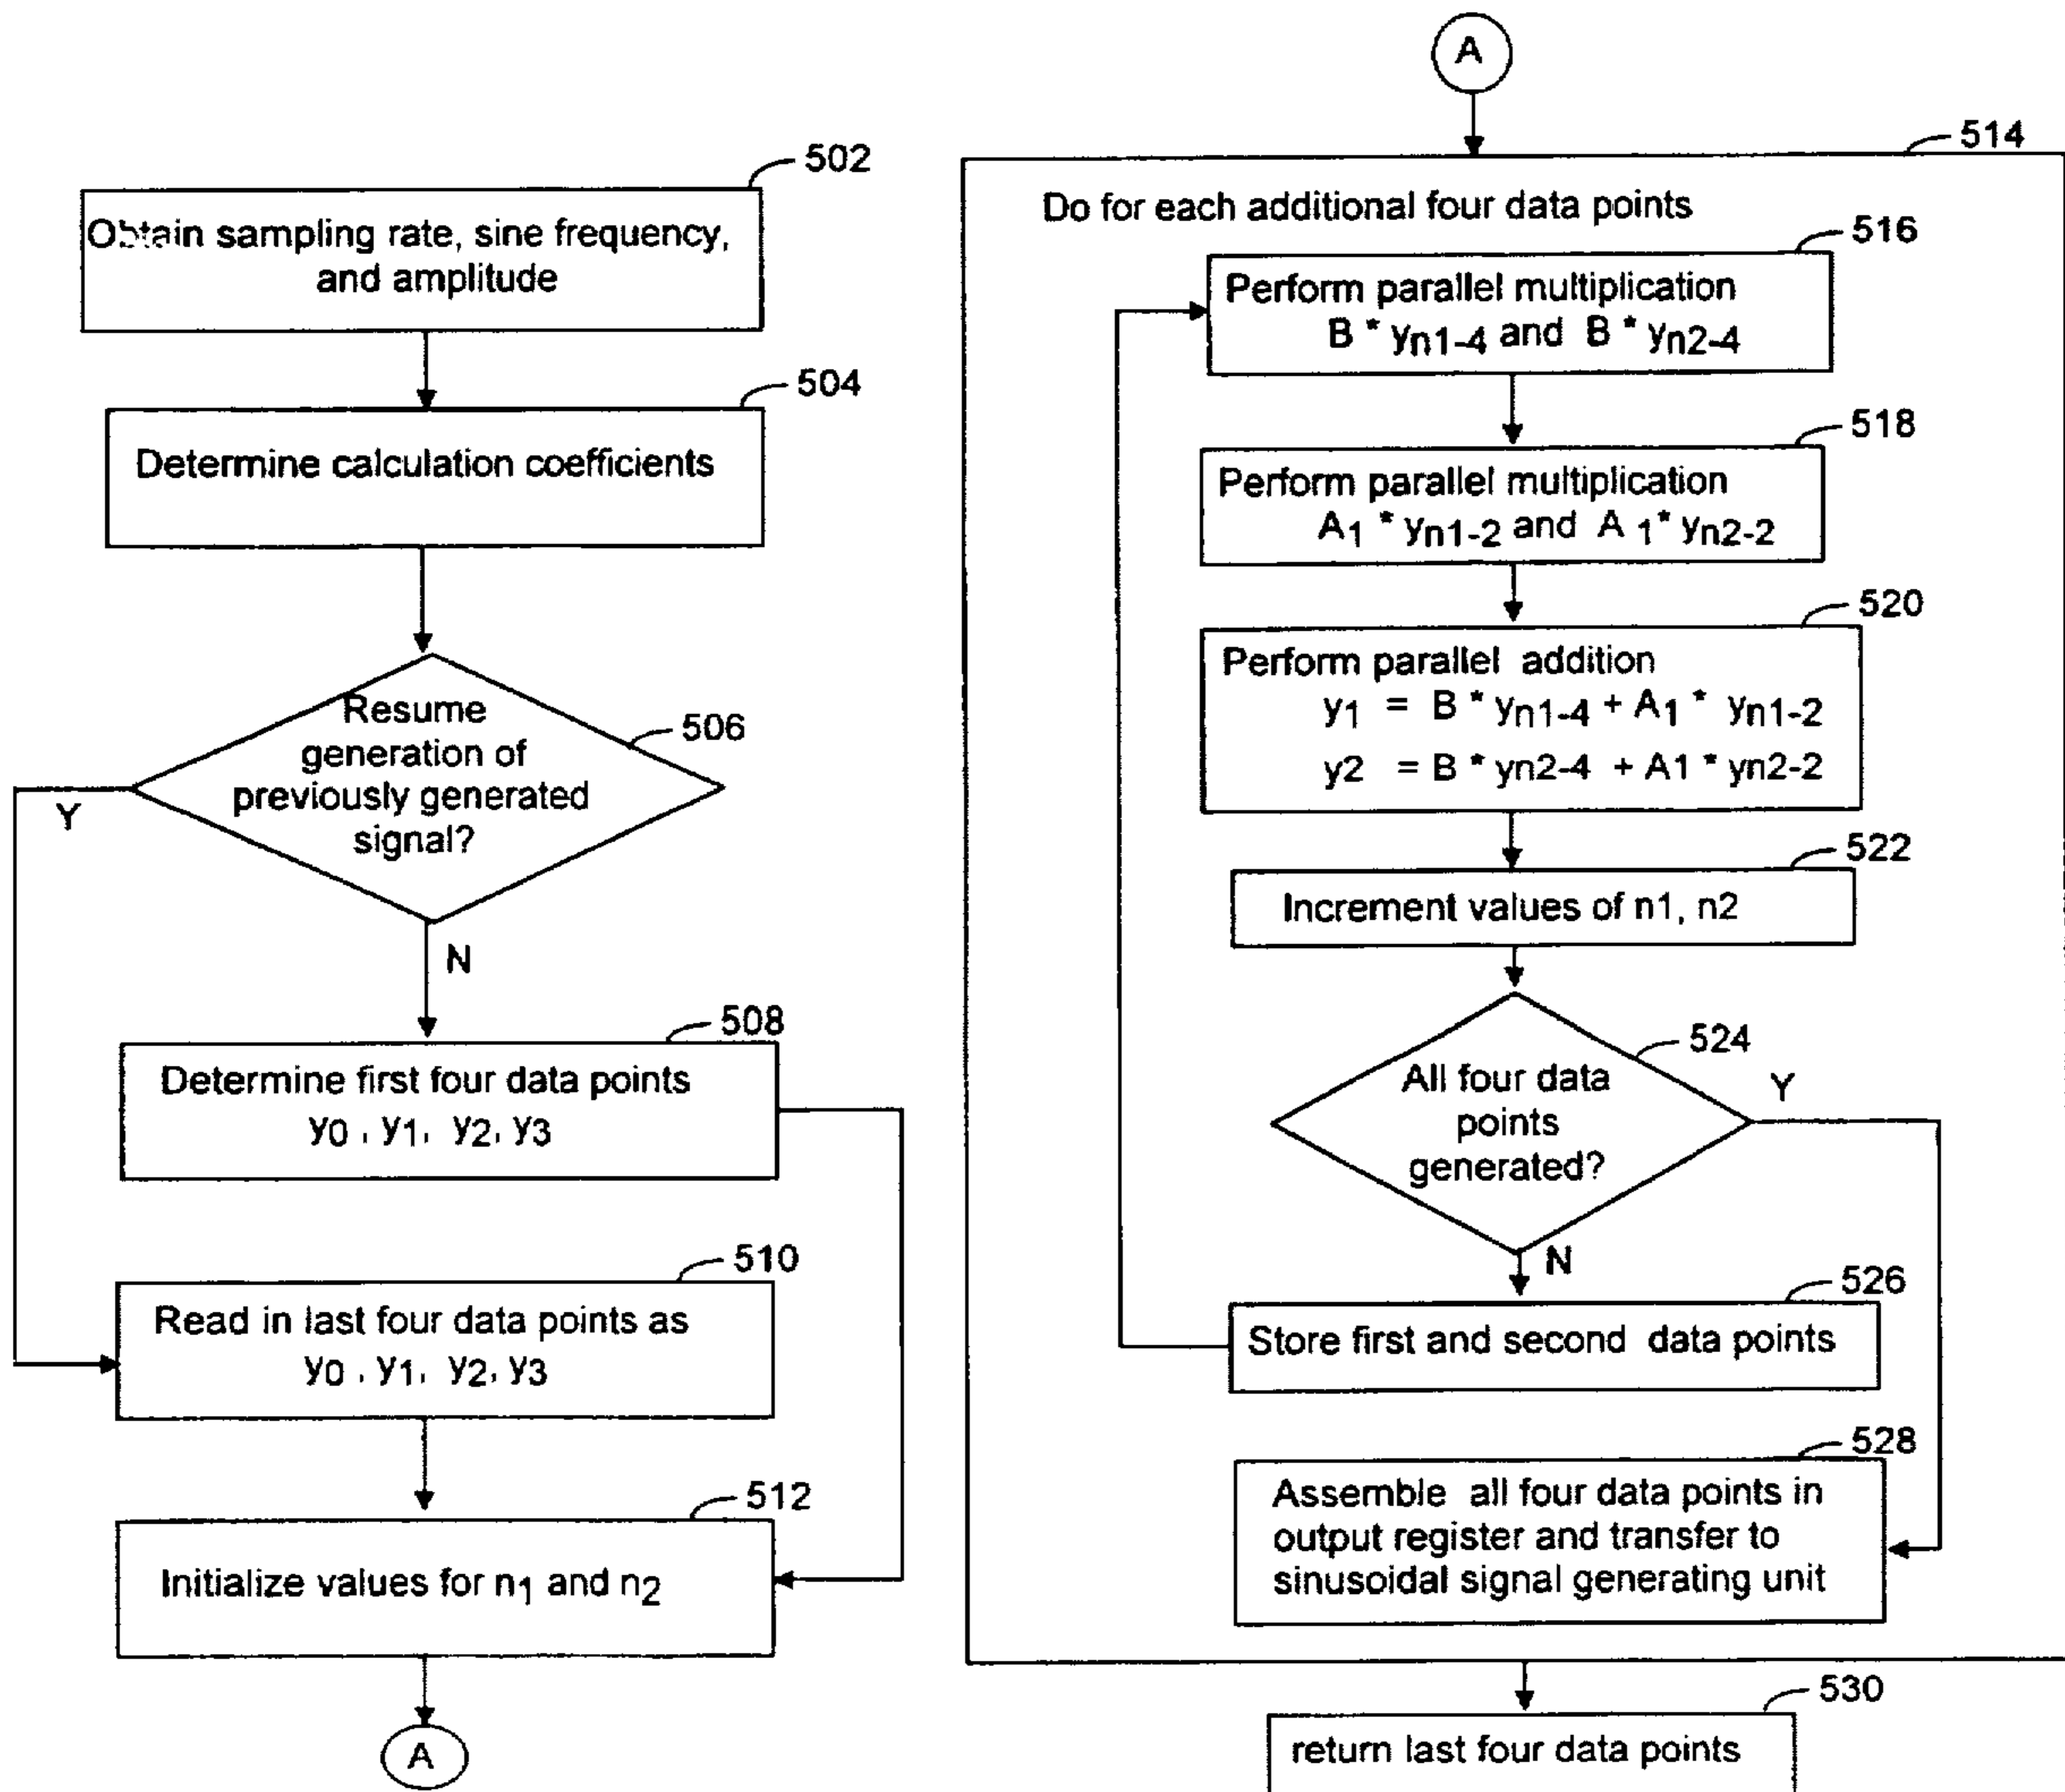 502
Obtain sampling rate, sine frequency,
and amplitude
504
Determine calculation coefficients
506
Resume
generation of
previously generated
signal?
Y
N
508
Determine first four data points
y0 , y1, y2, y3
510
Read in last four data points as
y0 , y1, y2, y3
512
Initialize values for n1 and n2
A
A
514
Do for each additional four data points
516
Perform parallel multiplication
B * yn1-4 and B * yn2-4
518
Perform parallel multiplication
A1 * yn1-2 and A 1* yn2-2
520
Perform parallel addition
y1 = B * yn1-4 + A1 * yn1-2
y2 = B * yn2-4 + A1 * yn2-2
522
Increment values of n1, n2
524
All four data
points
generated?
Y
N
526
Store first and second data points
528
Assemble all four data points in
output register and transfer to
sinusoidal signal generating unit
530
return last four data points